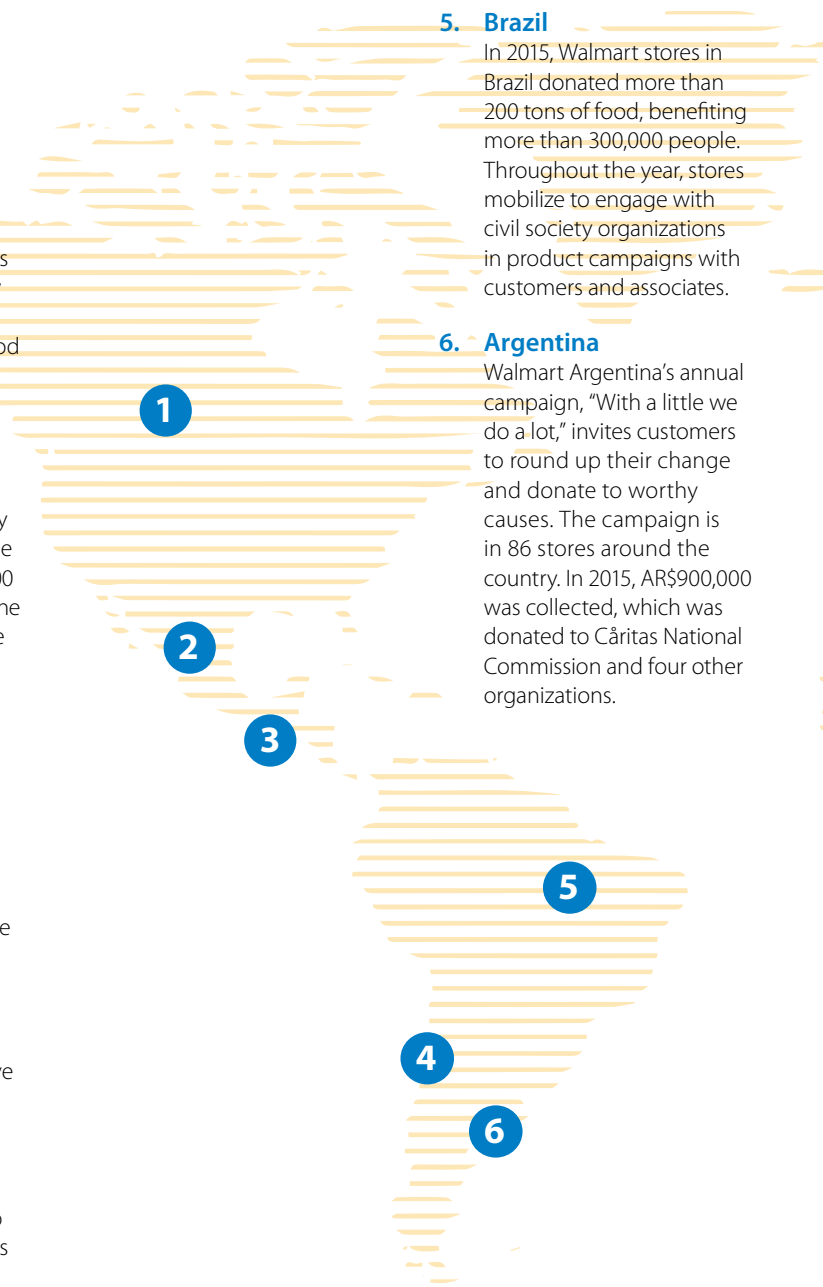 5. Brazil
In 2015, Walmart stores in
Brazil donated more than
200 tons of food, benefiting
more than 300,000 people.
Throughout the year, stores
mobilize to engage with
civil society organizations
in product campaigns with
customers and associates.
6. Argentina
Walmart Argentina’s annual
campaign, “With a little we
do a lot,” invites customers
to round up their change
and donate to worthy
causes. The campaign is
in 86 stores around the
country. In 2015, AR$900,000
was collected, which was
donated to Cåritas National
Commission and four other
organizations.
1
2
3
5
4
6